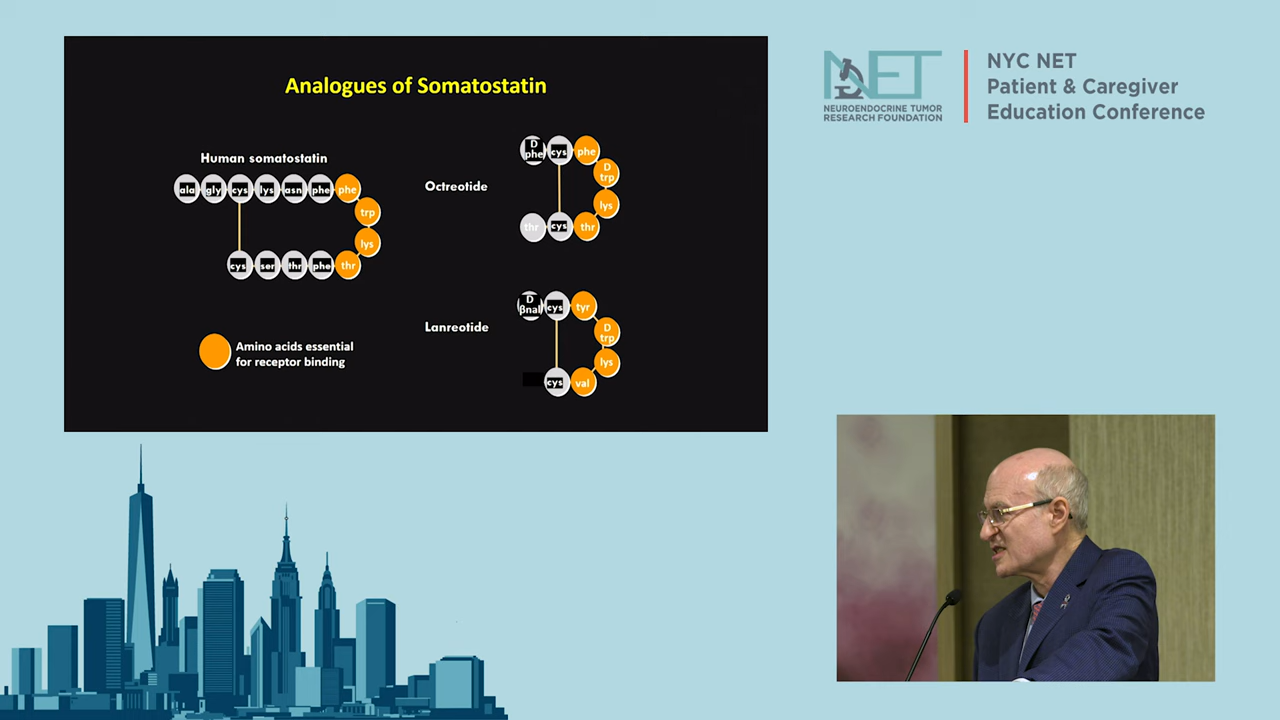 Analogues of Somatostatin
Human somatostatin
ala gly cys lys asn phe phe
trp
lys
cys ser thr phe thr
Amino acids essential
for receptor binding
Octreotide
D
phe cys phe
D
trp
lys
thr cys thr
Lanreotide
D
βnal cys tyr
D
trp
lys
cys val
NET
NEUROENDOCRINE TUMOR
RESEARCH FOUNDATION
NYC NET
Patient & Caregiver
Education Conference